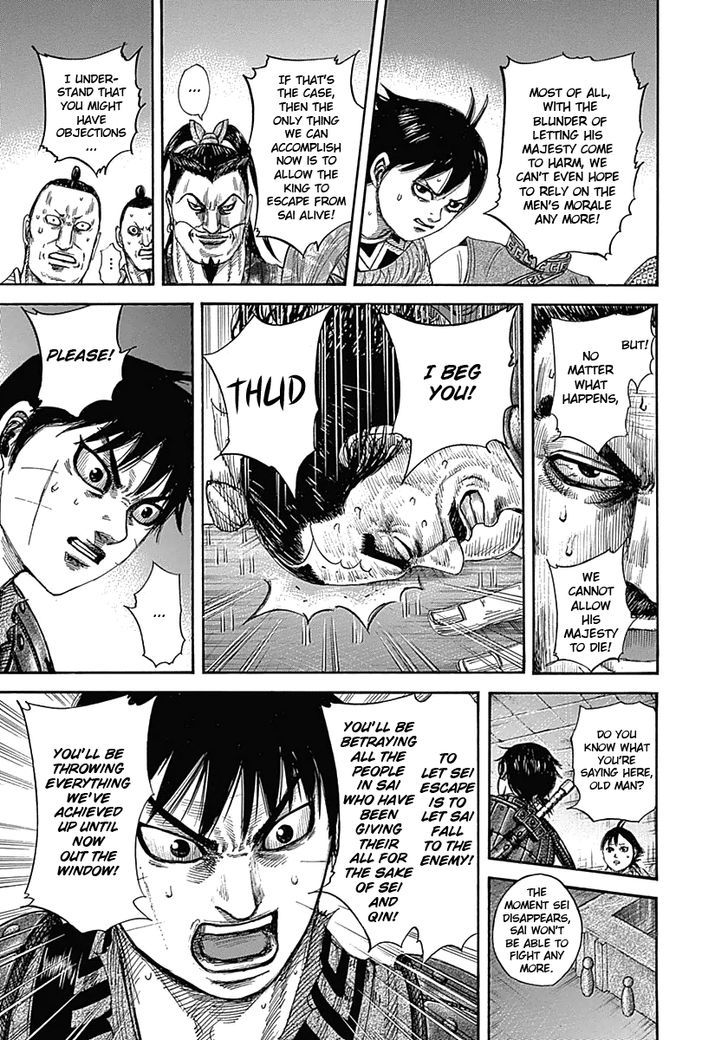 MOST OF ALL,
WITH THE
BLUNDER OF
LETTING HIS
MAJESTY COME
TO HARM, WE
CAN'T EVEN HOPE
TO RELY ON THE
MEN'S MORALE
ANY MORE!
IF THAT'S
THE CASE,
THEN THE
ONLY THING
WE CAN
ACCOMPLISH
NOW IS TO
ALLOW THE
KING TO
ESCAPE FROM
SAI ALIVE!
...
I UNDER-
STAND THAT
YOU MIGHT
HAVE
OBJECTIONS
...
...
BUT!
NO
MATTER
WHAT
HAPPENS,
WE
CANNOT
ALLOW
HIS
MAJESTY
TO DIE!
I BEG
YOU!
THUD
PLEASE!
...
DO YOU
KNOW WHAT
YOU'RE
SAYING HERE,
OLD MAN?
THE
MOMENT SEI
DISAPPEARS,
SAI WON'T
BE ABLE TO
FIGHT ANY
MORE.
TO
LET SEI
ESCAPE IS
TO LET SAI
FALL TO
THE ENEMY!
YOU'LL BE
BETRAYING
ALL THE
PEOPLE
IN SAI
WHO HAVE
BEEN
GIVING
THEIR
ALL FOR
THE SAKE
OF SEI
AND
QIN!
YOU'LL BE
THROWING
EVERYTHING
WE'VE
ACHIEVED
UP UNTIL
NOW
OUT THE
WINDOW!